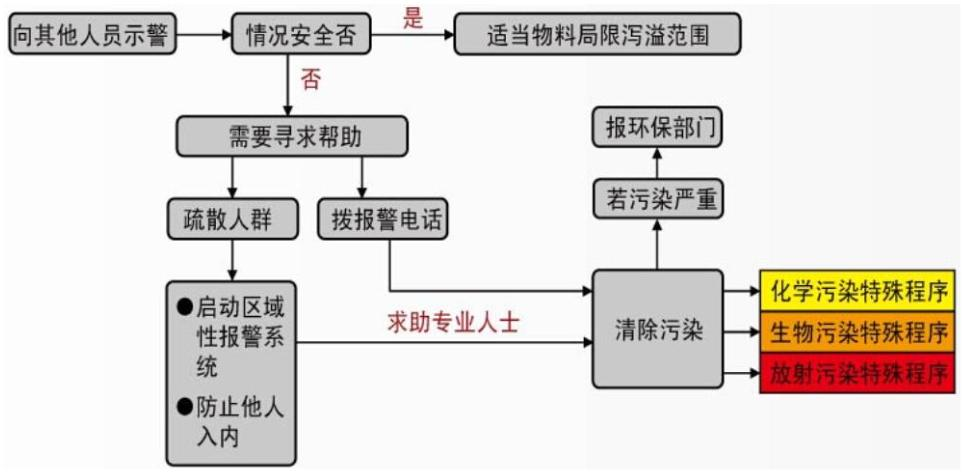 向其他人员示警
情况安全否
是
适当物料局限泻溢范围
否
需要寻求帮助
报环保部门
若污染严重
疏散人群
拨报警电话
●启动区域
性报警系
统
●防止他人
入内
求助专业人士
清除污染
化学污染特殊程序
生物污染特殊程序
放射污染特殊程序